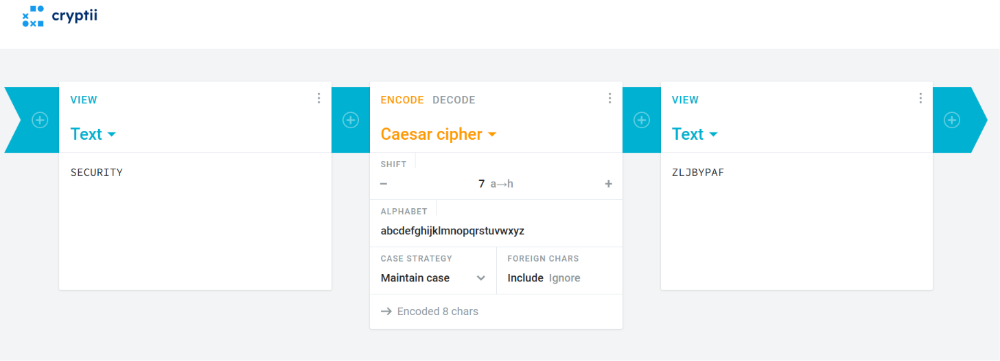 cryptii
VIEW
Text
SECURITY
ENCODE DECODE
Caesar cipher
SHIFT
− 7 a→h +
ALPHABET
abcdefghijklmnopqrstuvwxyz
CASE STRATEGY
Maintain case
FOREIGN CHARS
Include Ignore
→ Encoded 8 chars
VIEW
Text
ZLJBYPAF